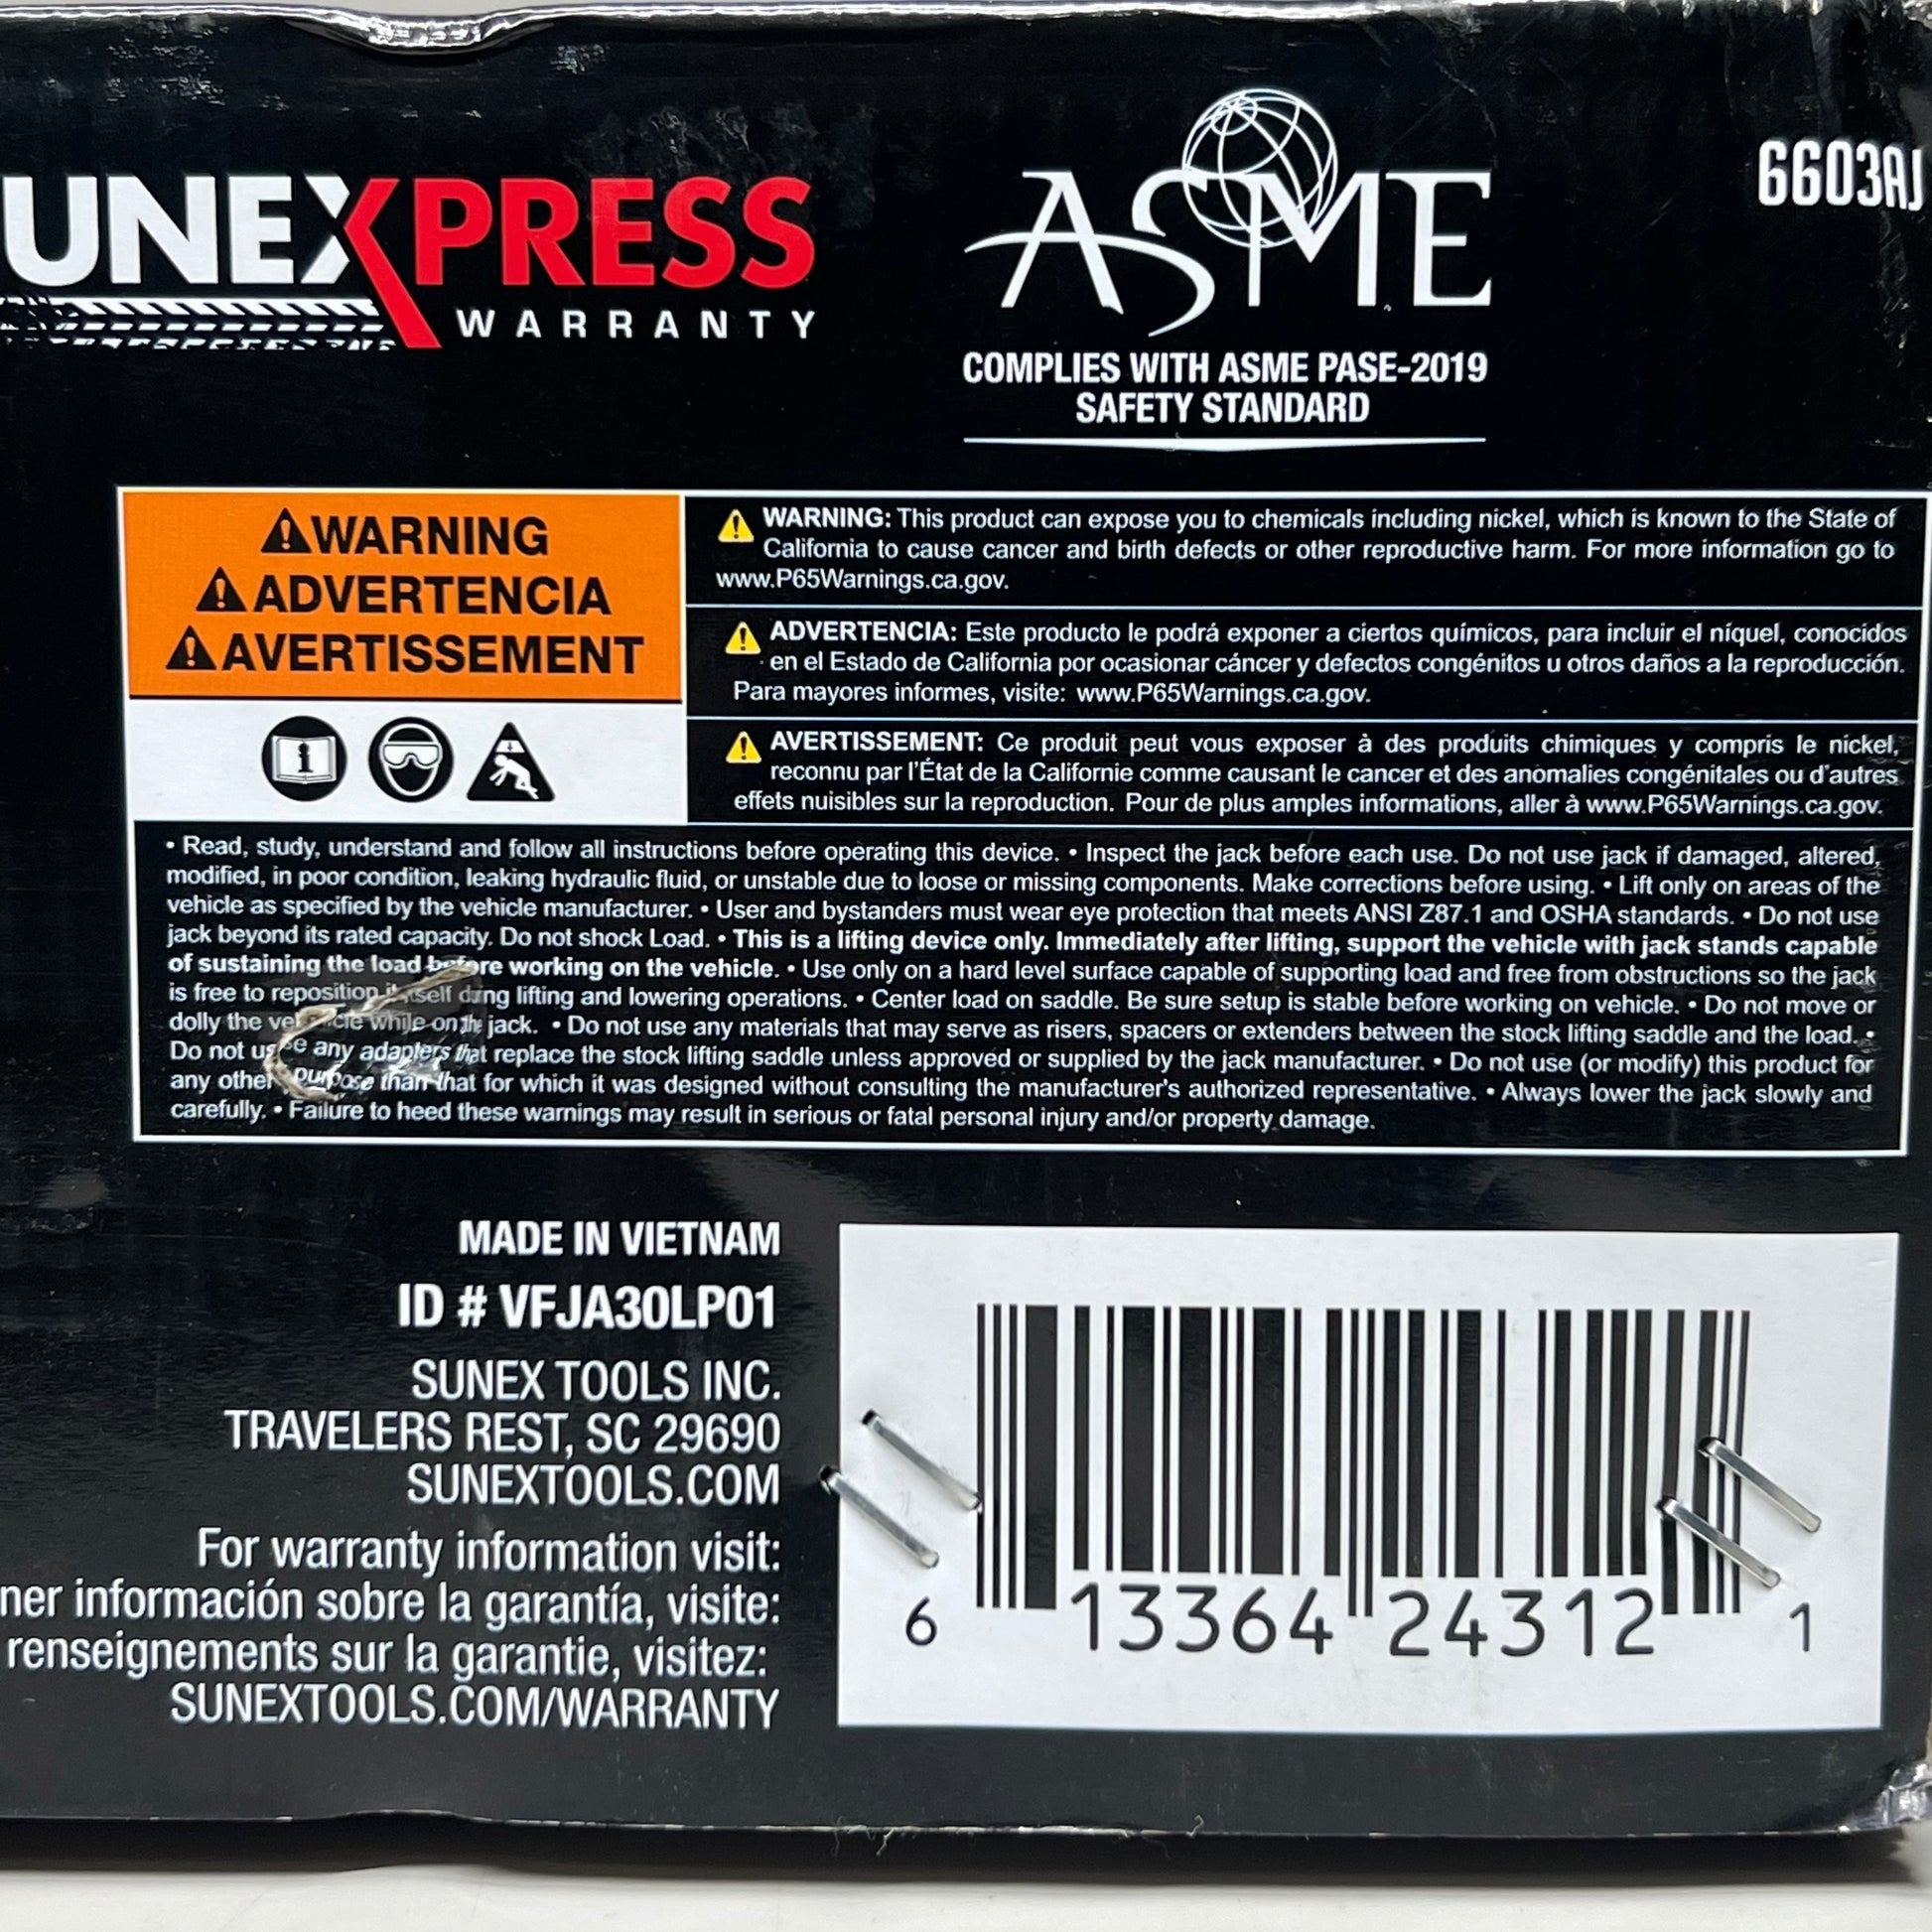 UNEXPRESS
WARRANTY
ASME
COMPLIES WITH ASME PASE-2019
SAFETY STANDARD
6603AJ
WARNING
ADVERTENCIA
AVERTISSEMENT
WARNING: This product can expose you to chemicals including nickel, which is known to the State of
California to cause cancer and birth defects or other reproductive harm. For more information go to
www.P65Warnings.ca.gov.
ADVERTENCIA: Este producto le podrá exponer a ciertos químicos, para incluir el níquel, conocidos
en el Estado de California por ocasionar cáncer y defectos congénitos u otros daños a la reproducción.
Para mayores informes, visite: www.P65Warnings.ca.gov.
AVERTISSEMENT: Ce produit peut vous exposer à des produits chimiques y compris le nickel,
reconnu par l'État de la Californie comme causant le cancer et des anomalies congénitales ou d'autres
effets nuisibles sur la reproduction. Pour de plus amples informations, aller à www.P65Warnings.ca.gov.
• Read, study, understand and follow all instructions before operating this device. • Inspect the jack before each use. Do not use jack if damaged, altered,
modified, in poor condition, leaking hydraulic fluid, or unstable due to loose or missing components. Make corrections before using. • Lift only on areas of the
vehicle as specified by the vehicle manufacturer. • User and bystanders must wear eye protection that meets ANSI Z87.1 and OSHA standards. • Do not use
jack beyond its rated capacity. Do not shock Load. • This is a lifting device only. Immediately after lifting, support the vehicle with jack stands capable
of sustaining the load before working on the vehicle. • Use only on a hard level surface capable of supporting load and free from obstructions so the jack
is free to reposition itself during lifting and lowering operations. • Center load on saddle. Be sure setup is stable before working on vehicle. • Do not move or
dolly the vehicle while on the jack. • Do not use any materials that may serve as risers, spacers or extenders between the stock lifting saddle and the load. •
Do not use any adapters that replace the stock lifting saddle unless approved or supplied by the jack manufacturer. • Do not use (or modify) this product for
any other purpose than that for which it was designed without consulting the manufacturer's authorized representative. • Always lower the jack slowly and
carefully. • Failure to heed these warnings may result in serious or fatal personal injury and/or property damage.
MADE IN VIETNAM
ID # VFJA30LP01
SUNEX TOOLS INC.
TRAVELERS REST, SC 29690
SUNEXTOOLS.COM
For warranty information visit:
ner información sobre la garantía, visite:
renseignements sur la garantie, visitez:
SUNEXTOOLS.COM/WARRANTY
6 13364 24312 1